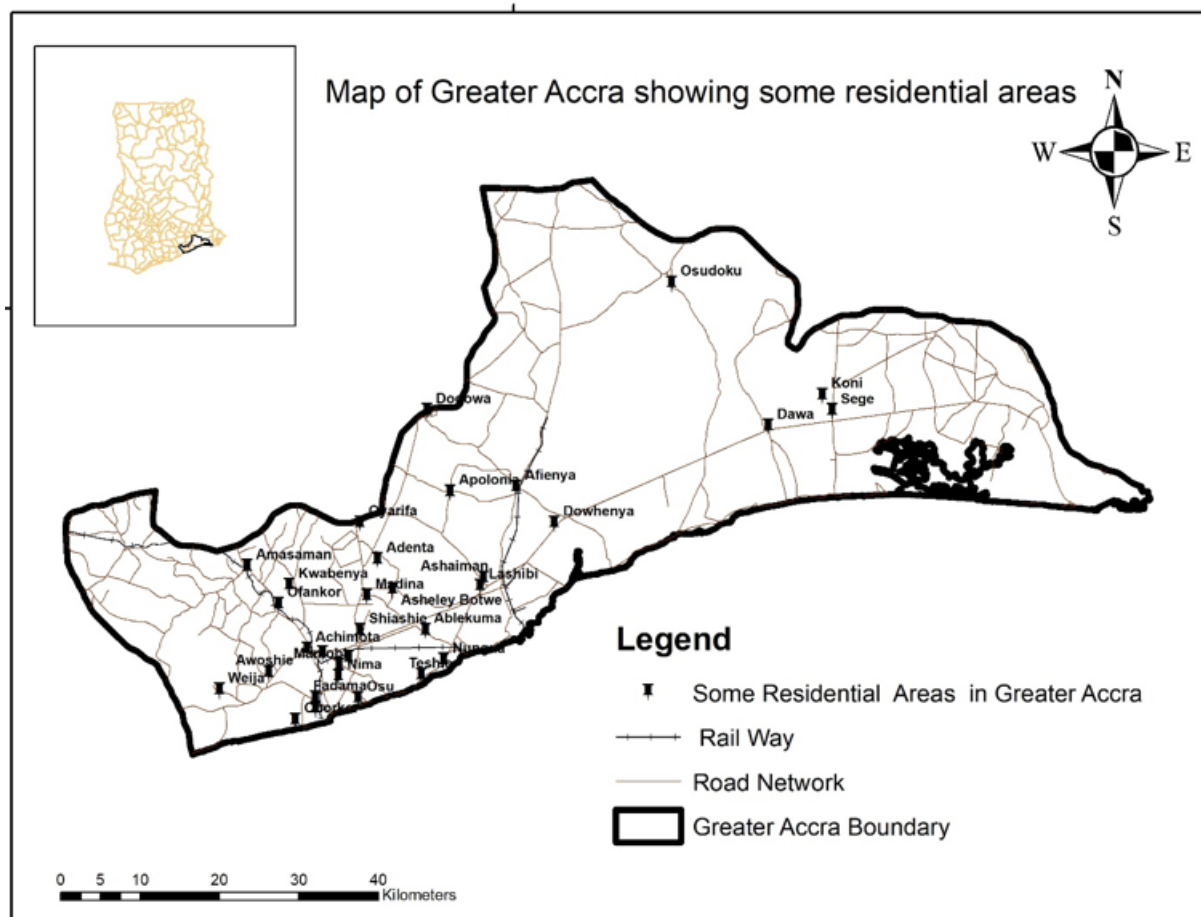 Map of Greater Accra showing some residential areas
N
W
E
S
Osudoku
Koni
Sege
Dawa
Dodowa
Apolonia
Afienya
Dowhenya
Oyarifa
Adenta
Amasaman
Kwabenya
Ofankor
Ashaiman
Lashibi
Madina
Asheley Botwe
Shiashie
Ablekuma
Achimota
Nungua
Awoshie
Nima
Weija
Fadama
Osu
Legend
Some Residential Areas in Greater Accra
Rail Way
Road Network
Greater Accra Boundary
0 5 10 20 30 40
Kilometers